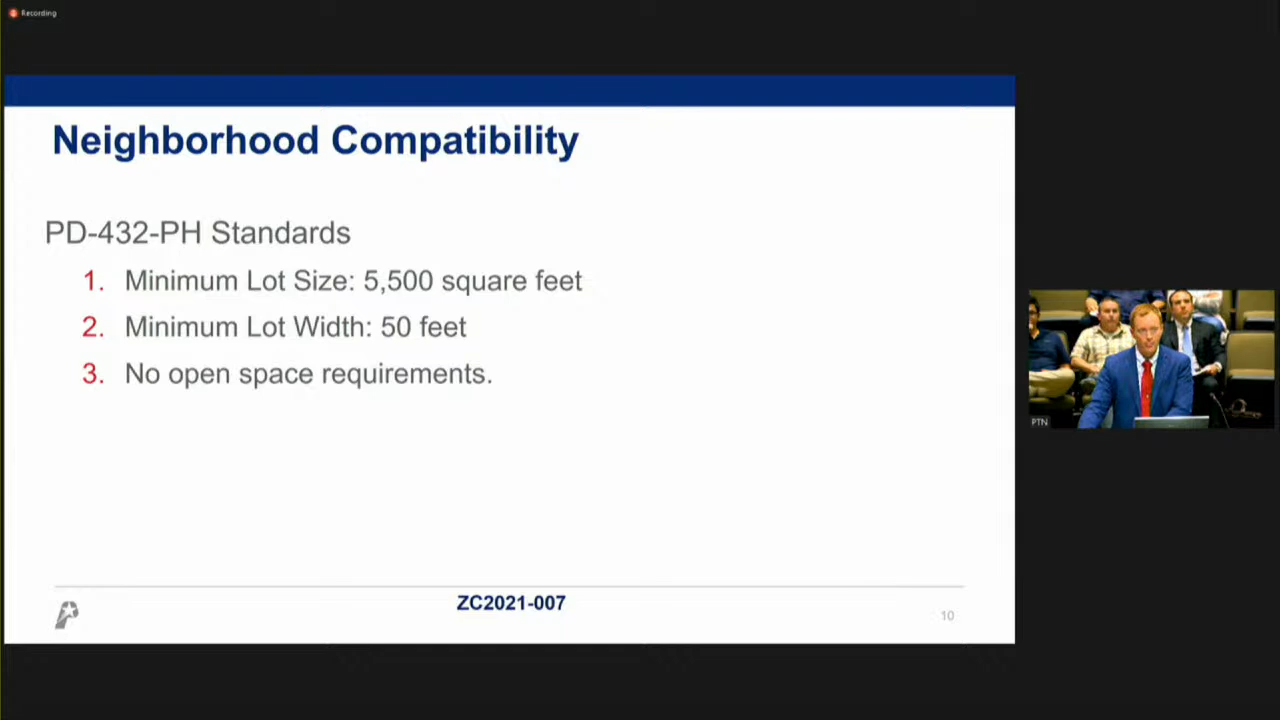 Recording
Neighborhood Compatibility
PD-432-PH Standards
1. Minimum Lot Size: 5,500 square feet
2. Minimum Lot Width: 50 feet
3. No open space requirements.
PTN
ZC2021-007
10